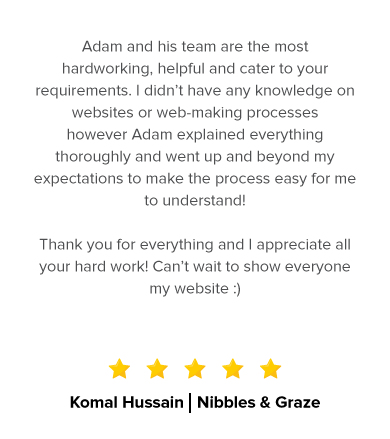 Adam and his team are the most
hardworking, helpful and cater to your
requirements. I didn't have any knowledge on
websites or web-making processes
however Adam explained everything
thoroughly and went up and beyond my
expectations to make the process easy for me
to understand!
Thank you for everything and I appreciate all
your hard work! Can't wait to show everyone
my website :)
Komal Hussain | Nibbles & Graze